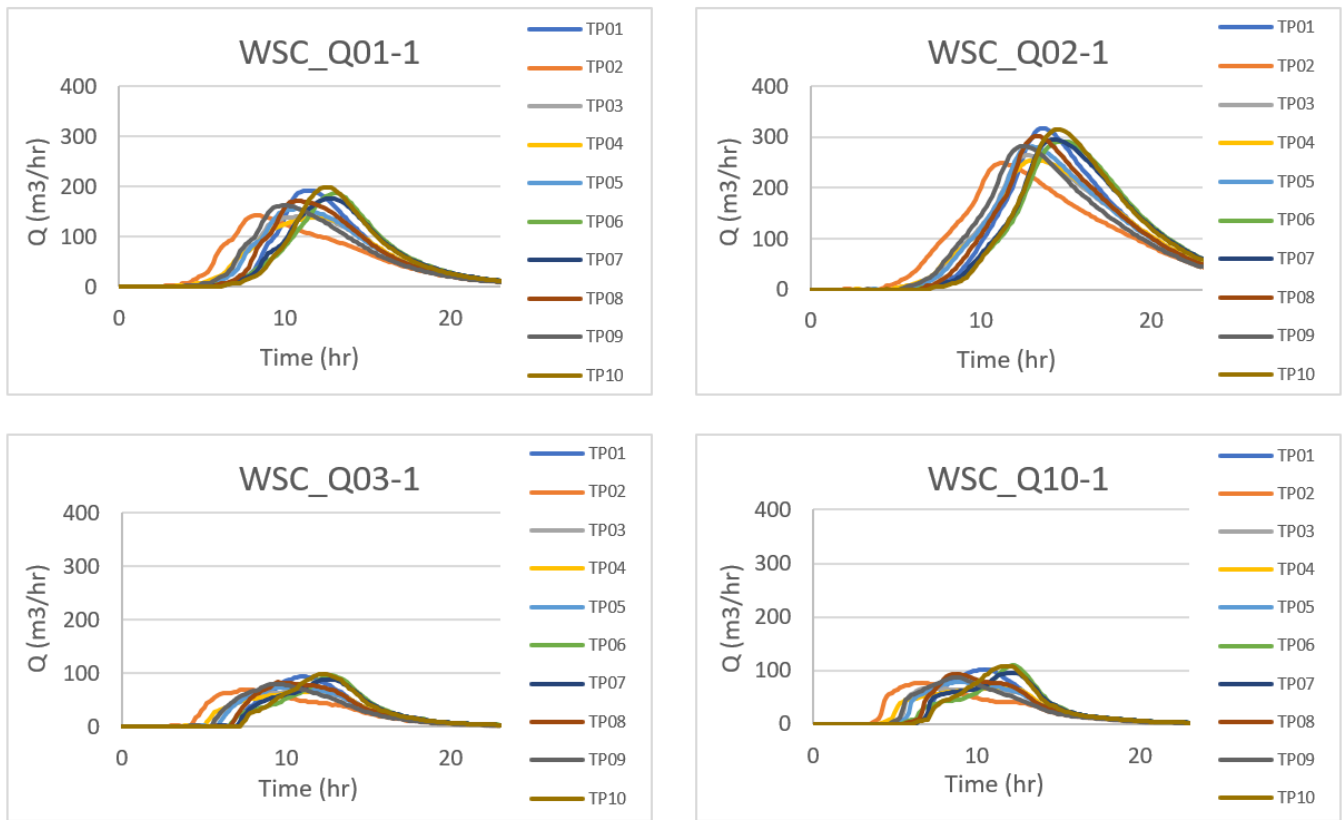 WSC_Q01-1
400
300
200
100
0
Q (m3/hr)
0 10 20
Time (hr)
TP01
TP02
TP03
TP04
TP05
TP06
TP07
TP08
TP09
TP10
WSC_Q02-1
400
300
200
100
0
Q (m3/hr)
0 10 20
Time (hr)
TP01
TP02
TP03
TP04
TP05
TP06
TP07
TP08
TP09
TP10
WSC_Q03-1
400
300
200
100
0
Q (m3/hr)
0 10 20
Time (hr)
TP01
TP02
TP03
TP04
TP05
TP06
TP07
TP08
TP09
TP10
WSC_Q10-1
400
300
200
100
0
Q (m3/hr)
0 10 20
Time (hr)
TP01
TP02
TP03
TP04
TP05
TP06
TP07
TP08
TP09
TP10